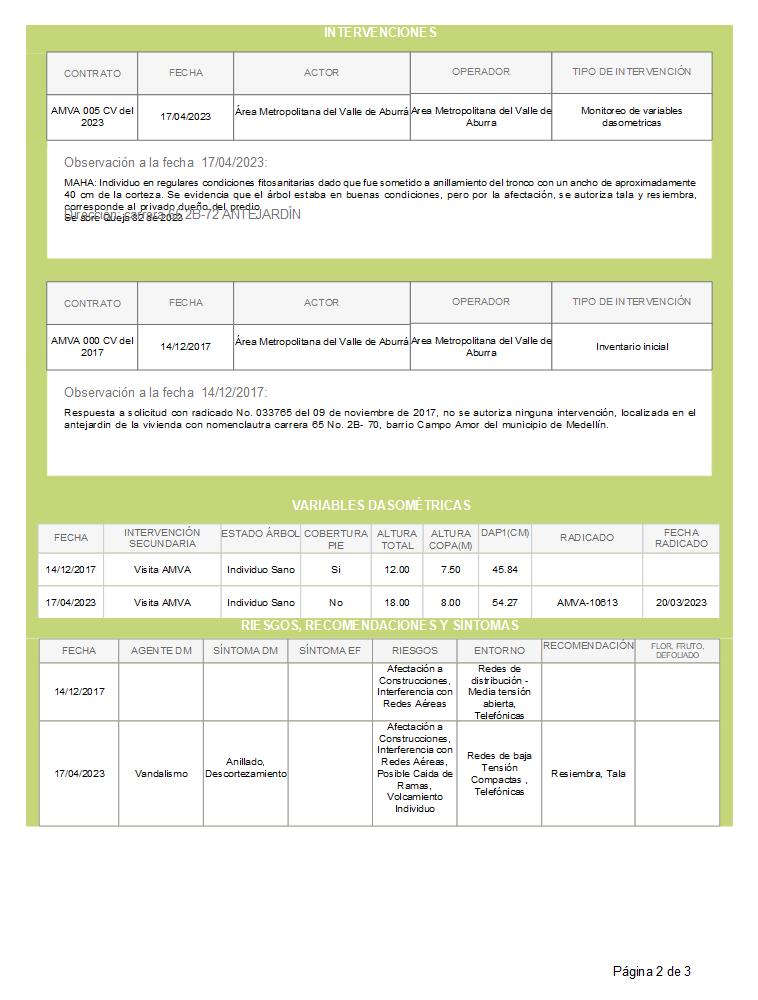 INTERVENCIONES
CONTRATO FECHA ACTOR OPERADOR TIPO DE INTERVENCIÓN
AMVA 005 CV del 2023 17/04/2023 Área Metropolitana del Valle de Aburrá Area Metropolitana del Valle de Aburra Monitoreo de variables dasometricas
Observación a la fecha 17/04/2023:
MAHA: Individuo en regulares condiciones fitosanitarias dado que fue sometido a anillamiento del tronco con un ancho de aproximadamente
40 cm de la corteza. Se evidencia que el árbol estaba en buenas condiciones, pero por la afectación, se autoriza tala y resiembra,
corresponde al privado dueño del predio.
Dirección: carrera 2B-72 ANTEJARDÍN
Se abre Queja 32 de 2023
CONTRATO FECHA ACTOR OPERADOR TIPO DE INTERVENCIÓN
AMVA 000 CV del 2017 14/12/2017 Área Metropolitana del Valle de Aburrá Area Metropolitana del Valle de Aburra Inventario inicial
Observación a la fecha 14/12/2017:
Respuesta a solicitud con radicado No. 033765 del 09 de noviembre de 2017, no se autoriza ninguna intervención, localizada en el
antejardin de la vivienda con nomenclautra carrera 65 No. 2B- 70, barrio Campo Amor del municipio de Medellín.
VARIABLES DASOMÉTRICAS
FECHA INTERVENCIÓN SECUNDARIA ESTADO ÁRBOL COBERTURA PIE ALTURA TOTAL ALTURA COPA(M) DAP1(CM) RADICADO FECHA RADICADO
14/12/2017 Visita AMVA Individuo Sano Si 12.00 7.50 45.84
17/04/2023 Visita AMVA Individuo Sano No 18.00 8.00 54.27 AMVA-10613 20/03/2023
RIESGOS, RECOMENDACIONES Y SÍNTOMAS
FECHA AGENTE DM SÍNTOMA DM SÍNTOMA EF RIESGOS ENTORNO RECOMENDACIÓN FLOR, FRUTO, DEFOLIADO
14/12/2017 Afectación a Construcciones, Interferencia con Redes Aéreas Redes de distribución - Media tensión abierta, Telefónicas
17/04/2023 Vandalismo Anillado, Descortezamiento Afectación a Construcciones, Interferencia con Redes Aéreas, Posible Caida de Ramas, Volcamiento Individuo Redes de baja Tensión Compactas , Telefónicas Resiembra, Tala
Página 2 de 3